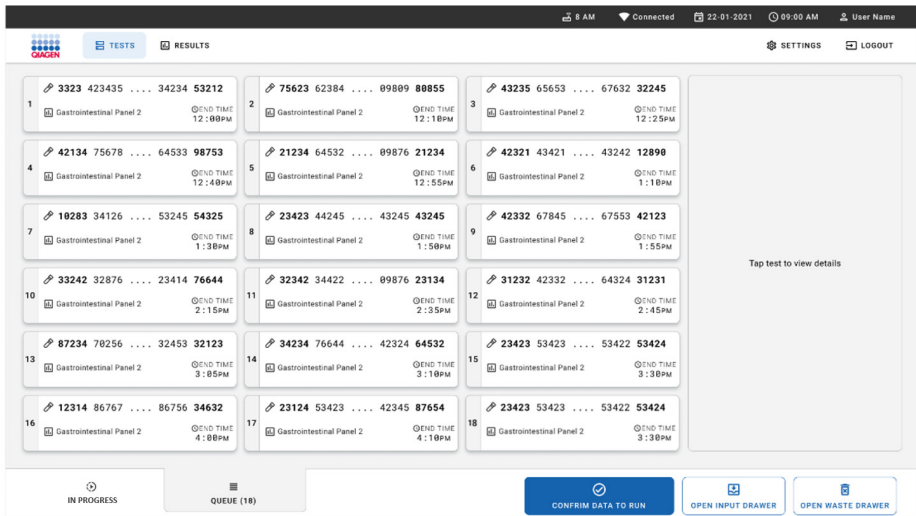 8 AM Connected 22-01-2021 09:00 AM User Name
QIAGEN TESTS RESULTS SETTINGS LOGOUT
1 3323 423435 .... 34234 53212
Gastrointestinal Panel 2 END TIME 12:00PM
2 75623 62384 .... 09809 80855
Gastrointestinal Panel 2 END TIME 12:10PM
3 43235 65653 .... 67632 32245
Gastrointestinal Panel 2 END TIME 12:25PM
4 42134 75678 .... 64533 98753
Gastrointestinal Panel 2 END TIME 12:40PM
5 21234 64532 .... 09876 21234
Gastrointestinal Panel 2 END TIME 12:55PM
6 42321 43421 .... 43242 12890
Gastrointestinal Panel 2 END TIME 1:10PM
7 10283 34126 .... 53245 54325
Gastrointestinal Panel 2 END TIME 1:30PM
8 23423 44245 .... 43245 43245
Gastrointestinal Panel 2 END TIME 1:50PM
9 42332 67845 .... 67553 42123
Gastrointestinal Panel 2 END TIME 1:55PM
10 33242 32876 .... 23414 76644
Gastrointestinal Panel 2 END TIME 2:15PM
11 32342 34422 .... 09876 23134
Gastrointestinal Panel 2 END TIME 2:35PM
12 31232 42332 .... 64324 31231
Gastrointestinal Panel 2 END TIME 2:45PM
13 87234 70256 .... 32453 32123
Gastrointestinal Panel 2 END TIME 3:05PM
14 34234 76644 .... 42324 64532
Gastrointestinal Panel 2 END TIME 3:10PM
15 23423 53423 .... 53422 53424
Gastrointestinal Panel 2 END TIME 3:30PM
16 12314 86767 .... 86756 34632
Gastrointestinal Panel 2 END TIME 4:00PM
17 23124 53423 .... 42345 87654
Gastrointestinal Panel 2 END TIME 4:10PM
18 23423 53423 .... 53422 53424
Gastrointestinal Panel 2 END TIME 3:30PM
Tap test to view details
IN PROGRESS QUEUE (18) CONFRIM DATA TO RUN OPEN INPUT DRAWER OPEN WASTE DRAWER